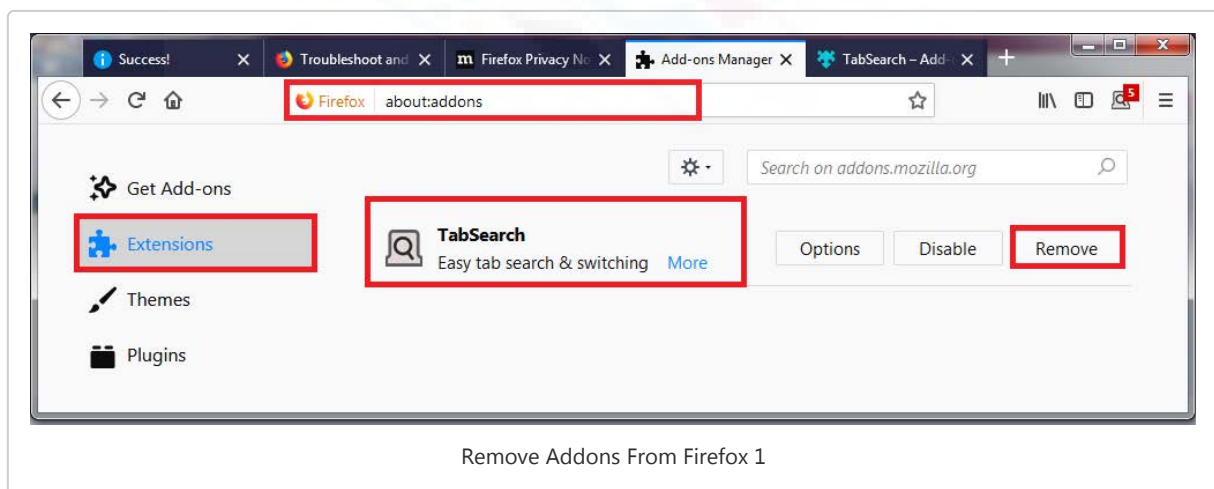 Success!
Troubleshoot and
Firefox Privacy No
Add-ons Manager
TabSearch – Add-
Firefox about:addons
5
Search on addons.mozilla.org
Get Add-ons
Extensions
TabSearch
Easy tab search & switching More
Options Disable Remove
Themes
Plugins
Remove Addons From Firefox 1